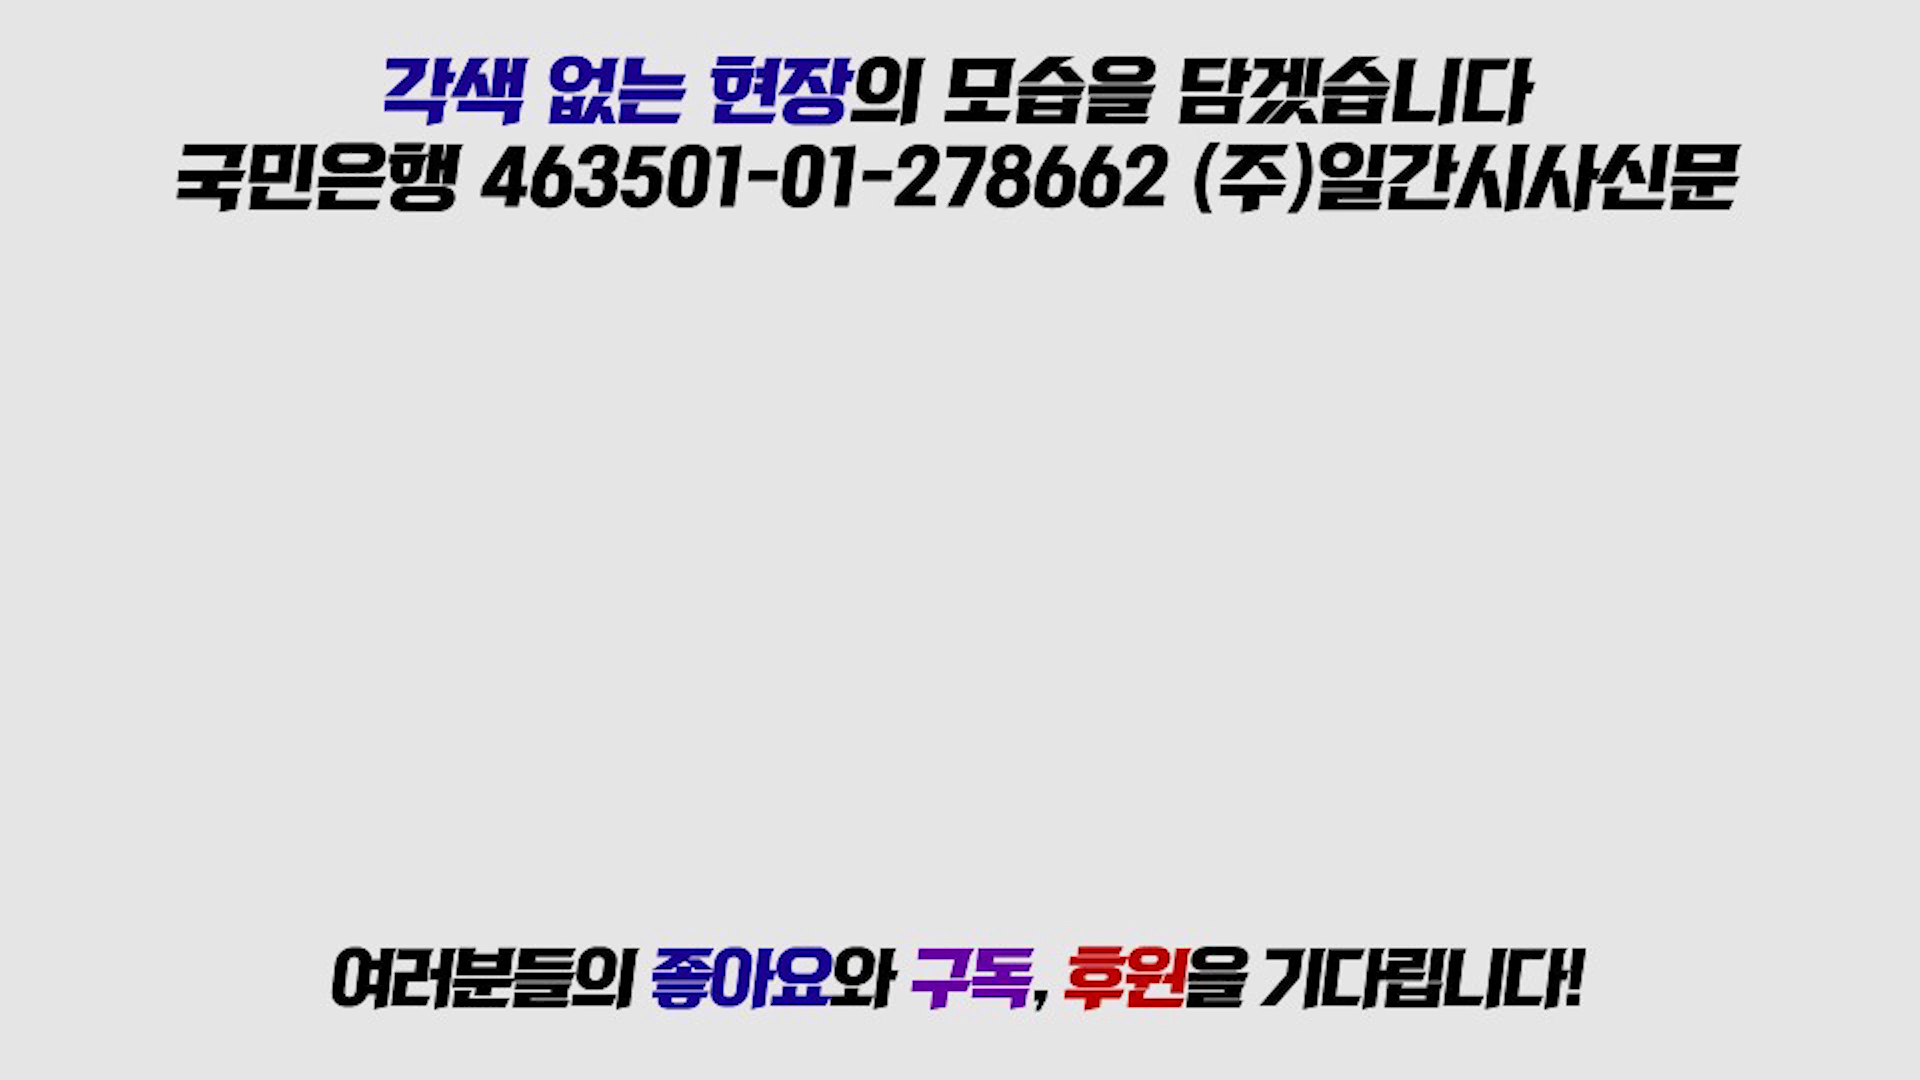 각색 없는 현장의 모습을 담겠습니다
국민은행 463501-01-278662 (주)일간시사신문
여러분들의 좋아요와 구독, 후원을 기다립니다!